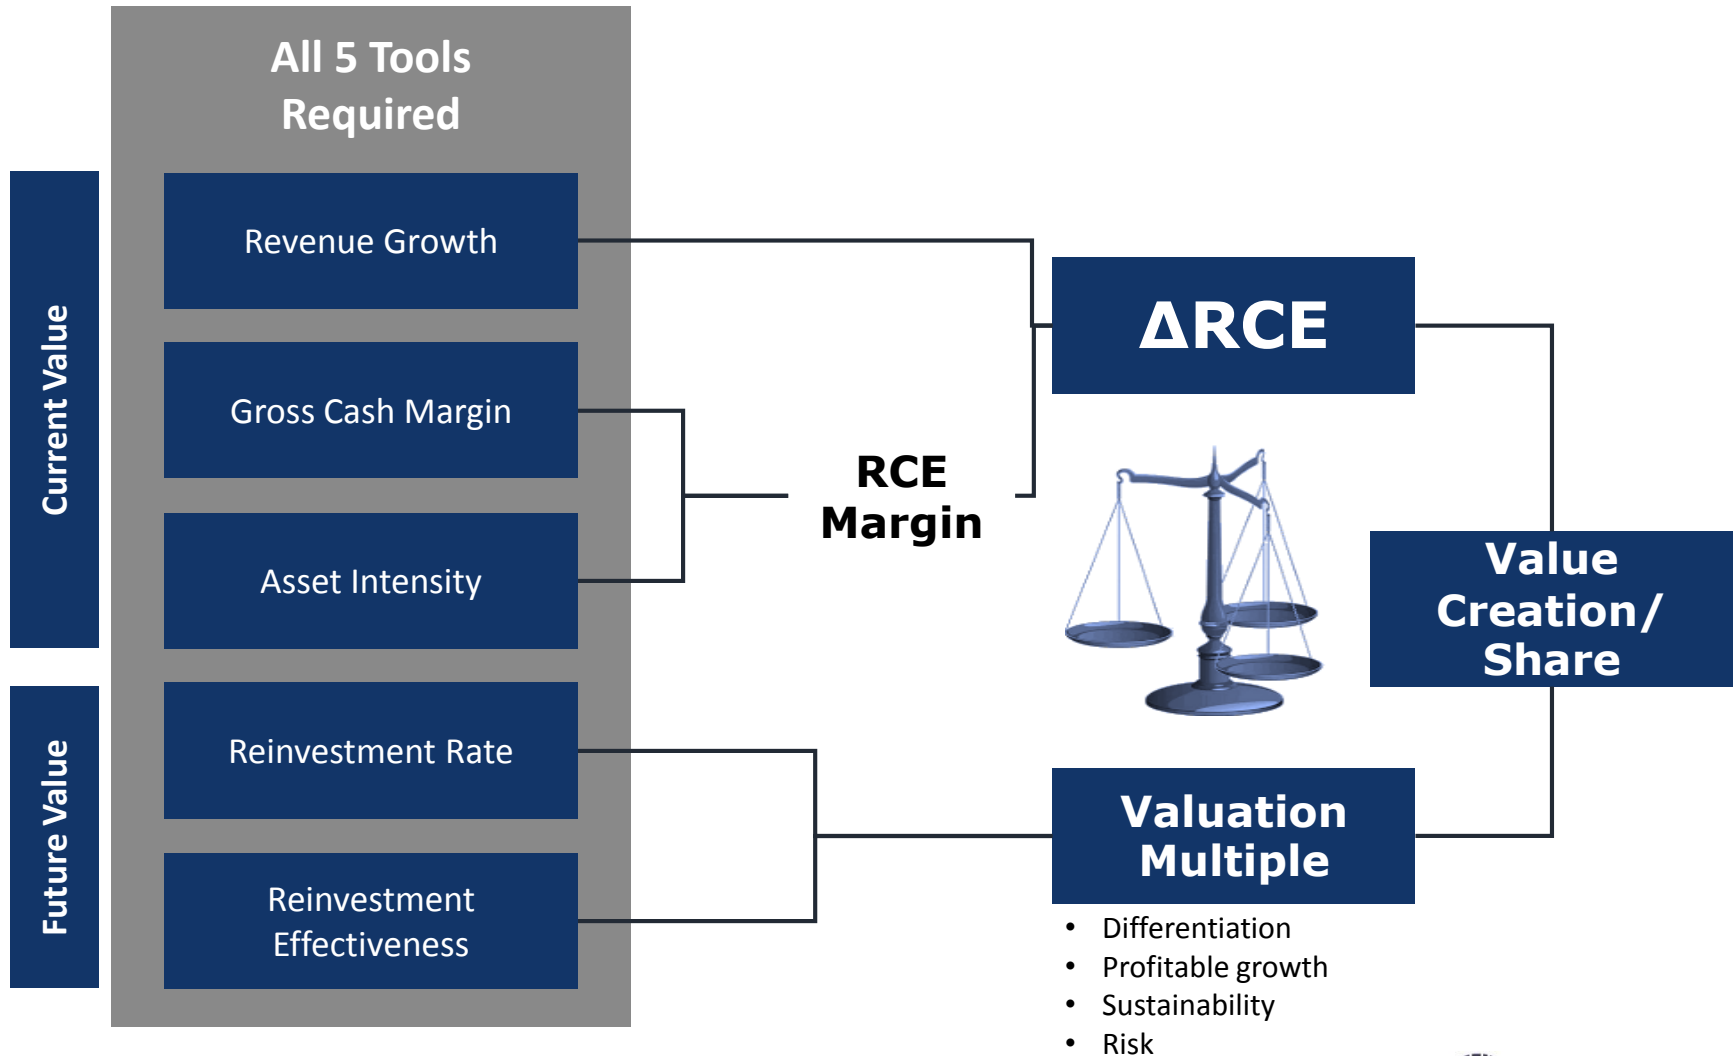 All 5 Tools
Required
Current Value
Revenue Growth
Gross Cash Margin
Asset Intensity
Future Value
Reinvestment Rate
Reinvestment
Effectiveness
RCE
Margin
ΔRCE
Value
Creation/
Share
Valuation
Multiple
• Differentiation
• Profitable growth
• Sustainability
• Risk